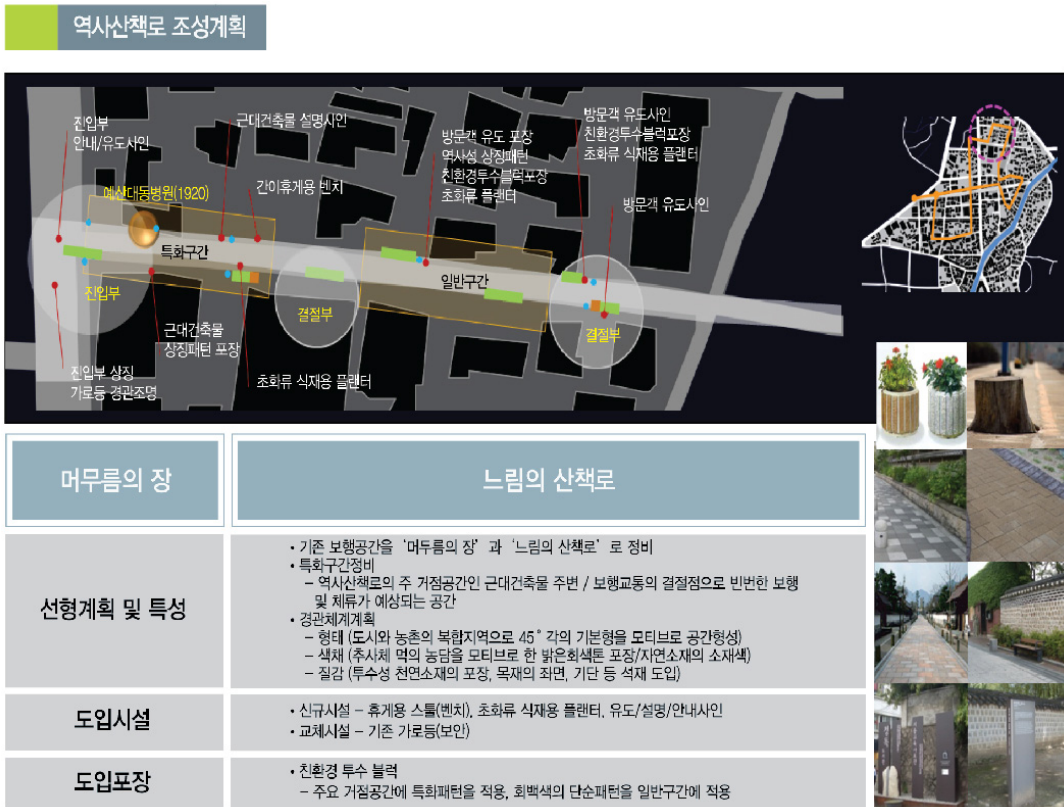 역사산책로 조성계획
진입부
안내/유도사인
근대건축물 설명사인
방문객 유도 포장
역사성 상징패턴
친환경투수블럭포장
초화류 플랜터
방문객 유도사인
친환경투수블럭포장
초화류 식재용 플랜터
예산대동병원(1920)
간이휴게용 벤치
방문객 유도사인
특화구간
일반구간
진입부
결절부
결절부
근대건축물
상징패턴 포장
진입부 상징
가로등 경관조명
초화류 식재용 플랜터
머무름의 장
느림의 산책로
선형계획 및 특성
• 기존 보행공간을 '머두름의 장' 과 '느림의 산책로' 로 정비
• 특화구간정비
– 역사산책로의 주 거점공간인 근대건축물 주변 / 보행교통의 결절점으로 빈번한 보행
및 체류가 예상되는 공간
• 경관체계계획
– 형태 (도시와 농촌의 복합지역으로 45° 각의 기본형을 모티브로 공간형성)
– 색채 (추사체 먹의 농담을 모티브로 한 밝은회색톤 포장/자연소재의 소재색)
– 질감 (투수성 천연소재의 포장, 목재의 좌면, 기단 등 석재 도입)
도입시설
• 신규시설 – 휴게용 스툴(벤치), 초화류 식재용 플랜터, 유도/설명/안내사인
• 교체시설 – 기존 가로등(보안)
도입포장
• 친환경 투수 블럭
– 주요 거점공간에 특화패턴을 적용, 회백색의 단순패턴을 일반구간에 적용